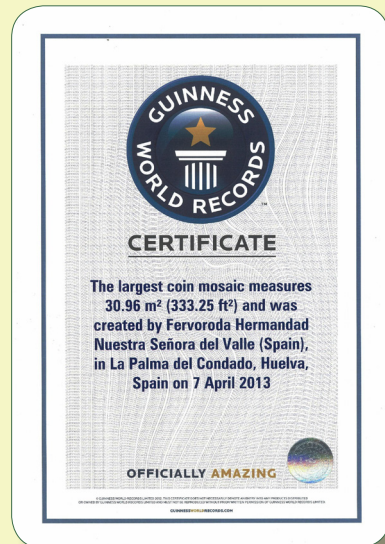 GUINNESS
WORLD RECORDS
TM
CERTIFICATE
The largest coin mosaic measures
30.96 m² (333.25 ft²) and was
created by Fervoroda Hermandad
Nuestra Señora del Valle (Spain),
in La Palma del Condado, Huelva,
Spain on 7 April 2013
OFFICIALLY AMAZING
GUINNESSWORLDRECORDS.COM